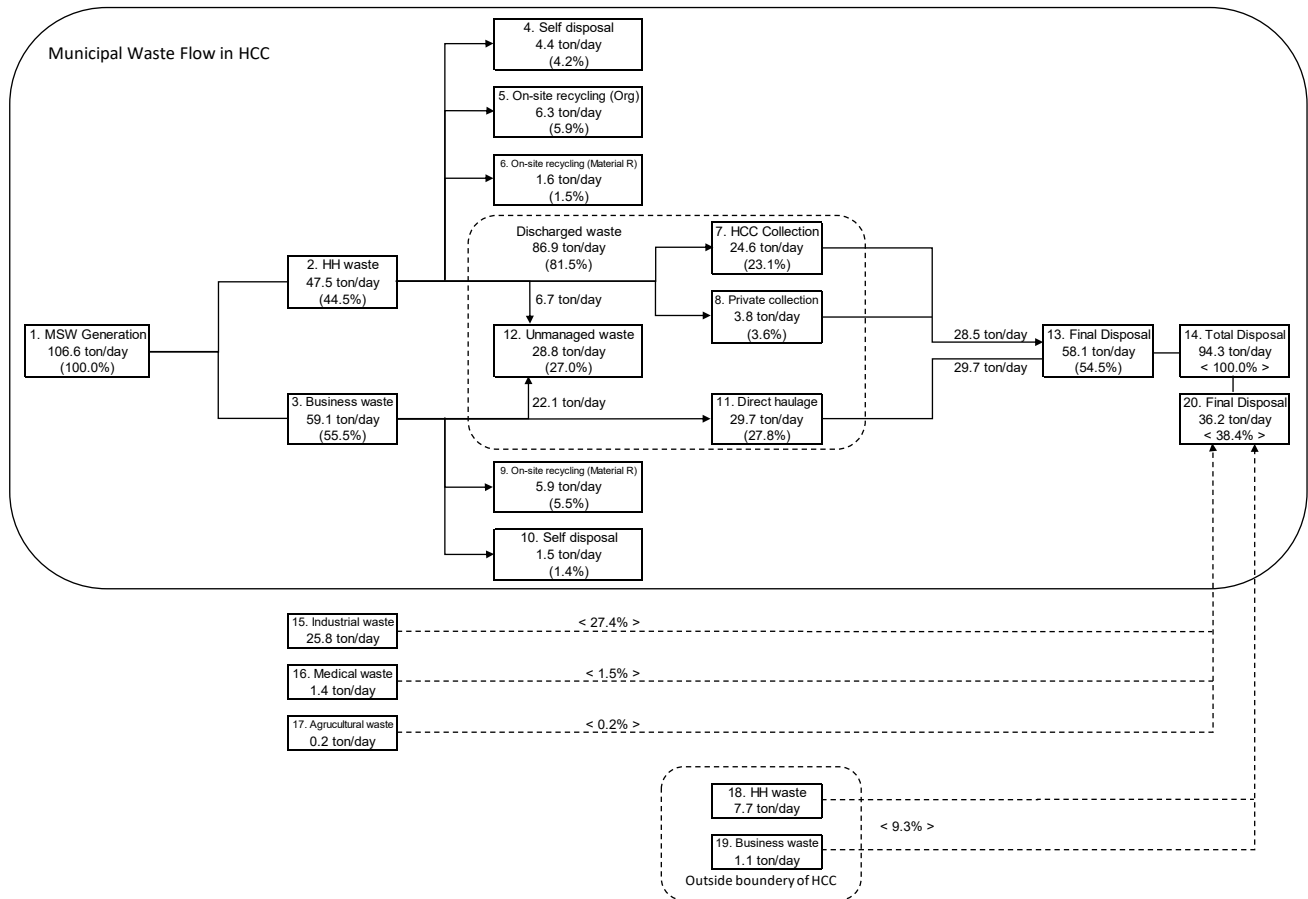 Municipal Waste Flow in HCC
4. Self disposal
4.4 ton/day
(4.2%)
5. On-site recycling (Org)
6.3 ton/day
(5.9%)
6. On-site recycling (Material R)
1.6 ton/day
(1.5%)
Discharged waste
86.9 ton/day
(81.5%)
7. HCC Collection
24.6 ton/day
(23.1%)
2. HH waste
47.5 ton/day
(44.5%)
6.7 ton/day
8. Private collection
3.8 ton/day
(3.6%)
1. MSW Generation
106.6 ton/day
(100.0%)
12. Unmanaged waste
28.8 ton/day
(27.0%)
28.5 ton/day
29.7 ton/day
13. Final Disposal
58.1 ton/day
(54.5%)
14. Total Disposal
94.3 ton/day
< 100.0% >
3. Business waste
59.1 ton/day
(55.5%)
22.1 ton/day
11. Direct haulage
29.7 ton/day
(27.8%)
20. Final Disposal
36.2 ton/day
< 38.4% >
9. On-site recycling (Material R)
5.9 ton/day
(5.5%)
10. Self disposal
1.5 ton/day
(1.4%)
15. Industrial waste
25.8 ton/day
< 27.4% >
16. Medical waste
1.4 ton/day
< 1.5% >
17. Agrucultural waste
0.2 ton/day
< 0.2% >
18. HH waste
7.7 ton/day
< 9.3% >
19. Business waste
1.1 ton/day
Outside boundery of HCC